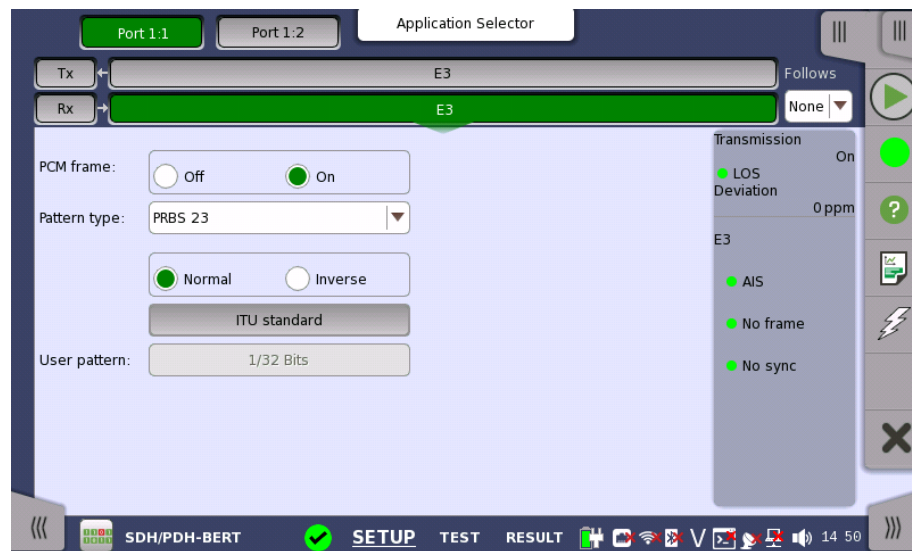 Port 1:1
Port 1:2
Application Selector
Tx
E3
Follows
Rx
E3
None
PCM frame:
Off
On
Pattern type:
PRBS 23
Normal
Inverse
ITU standard
User pattern:
1/32 Bits
Transmission
On
LOS
Deviation
0 ppm
E3
AIS
No frame
No sync
SDH/PDH-BERT
SETUP
TEST
RESULT
V
14 50